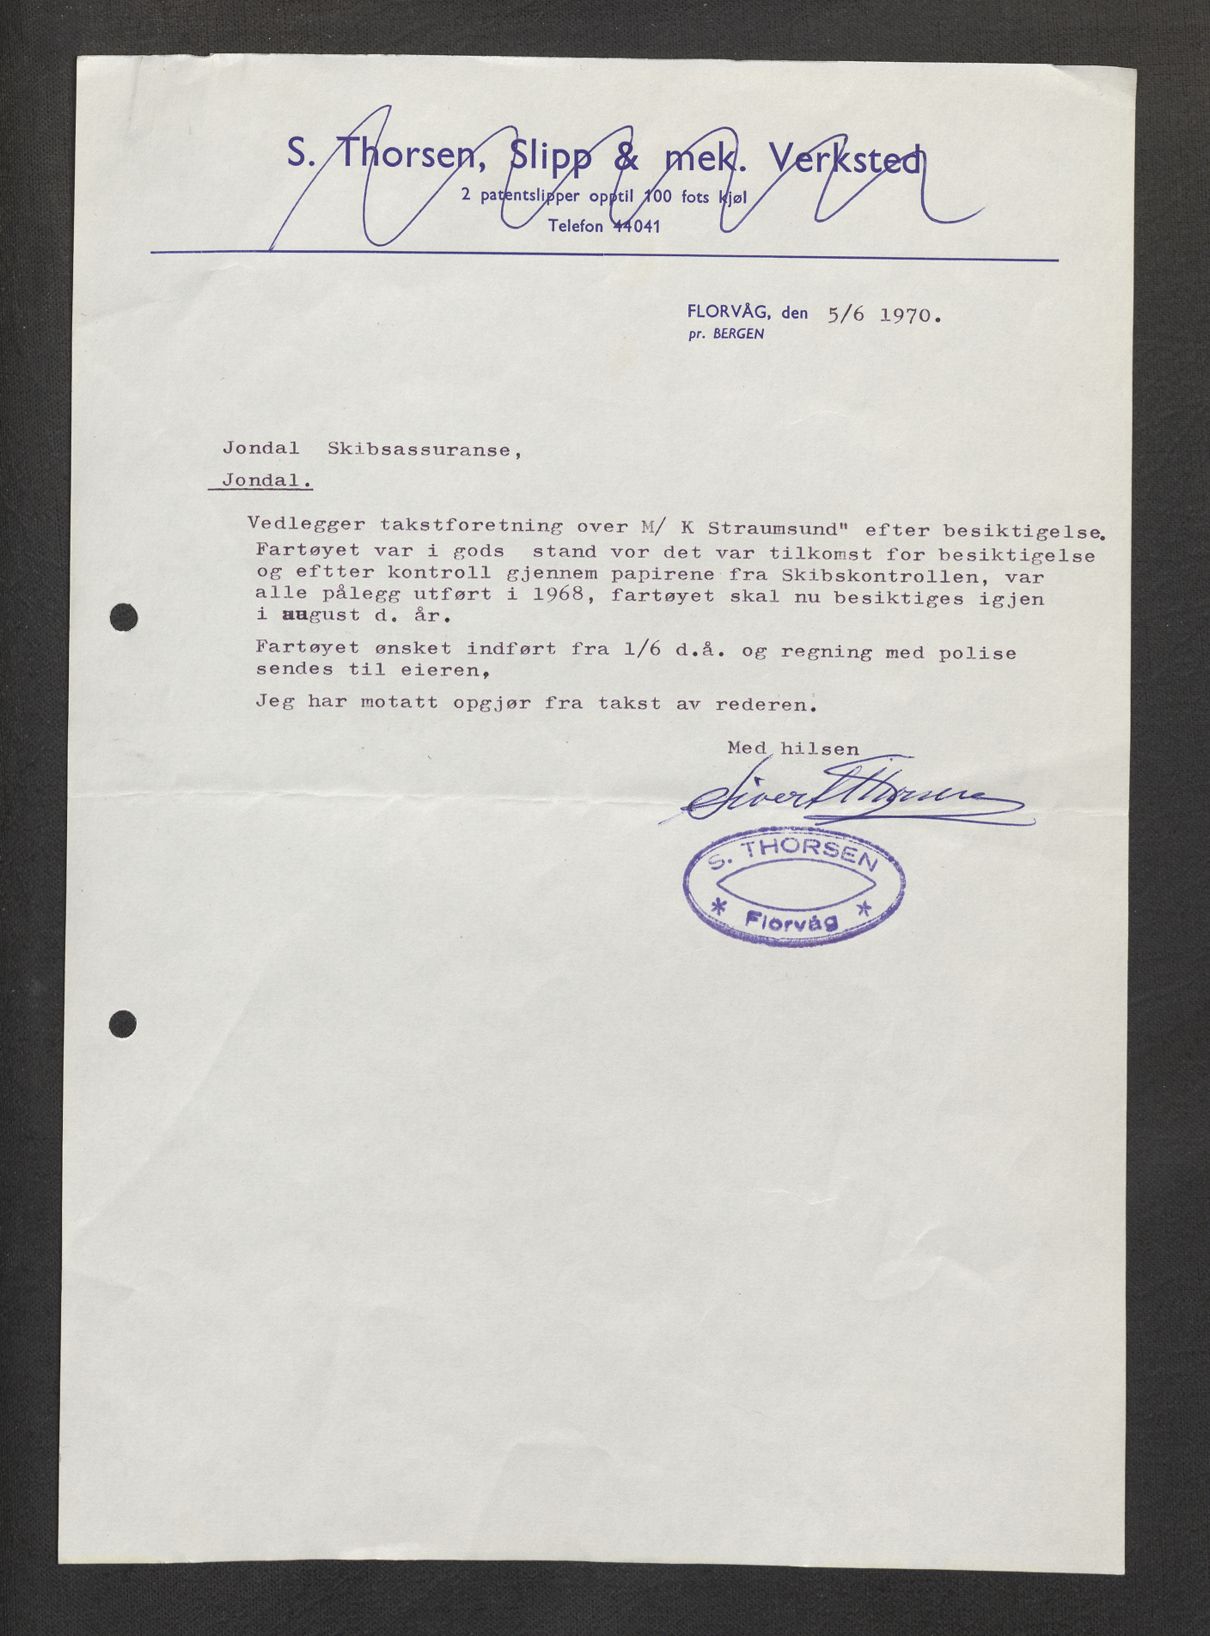 S. Thorsen, Slipp & mek. Verksted
2 patentslipper opptil 100 fots kjøl
Telefon 44041
FLORVÅG, den 5/6 1970.
pr. BERGEN
Jondal Skibsassuranse,
Jondal.
Vedlegger takstforetning over M/ K Straumsund" efter besiktigelse.
Fartøyet var i gods stand vor det var tilkomst for besiktigelse
og eftter kontroll gjennem papirene fra Skibskontrollen, var
alle pålegg utført i 1968, fartøyet skal nu besiktiges igjen
i august d. år.
Fartøyet ønsket indført fra 1/6 d.å. og regning med polise
sendes til eieren,
Jeg har motatt opgjør fra takst av rederen.
Med hilsen
Sivert Thorsen
S. THORSEN
* Florvåg *